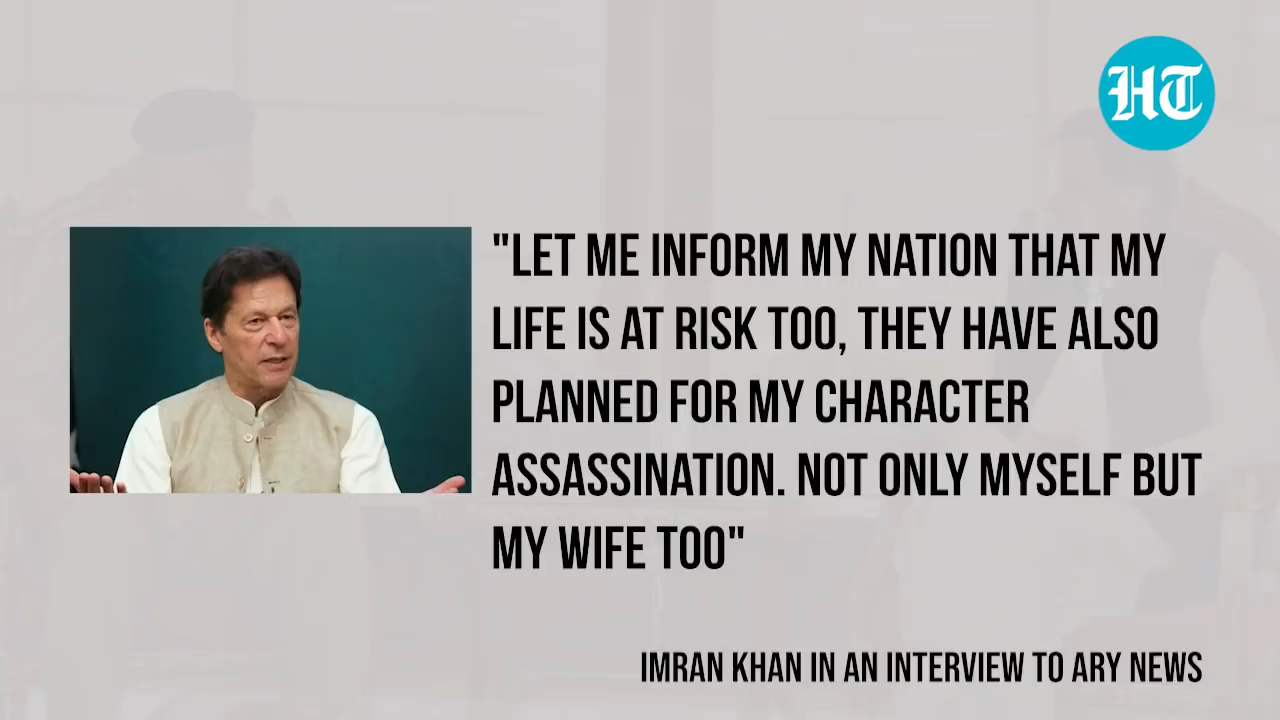 HT
"LET ME INFORM MY NATION THAT MY
LIFE IS AT RISK TOO, THEY HAVE ALSO
PLANNED FOR MY CHARACTER
ASSASSINATION. NOT ONLY MYSELF BUT
MY WIFE TOO"
IMRAN KHAN IN AN INTERVIEW TO ARY NEWS